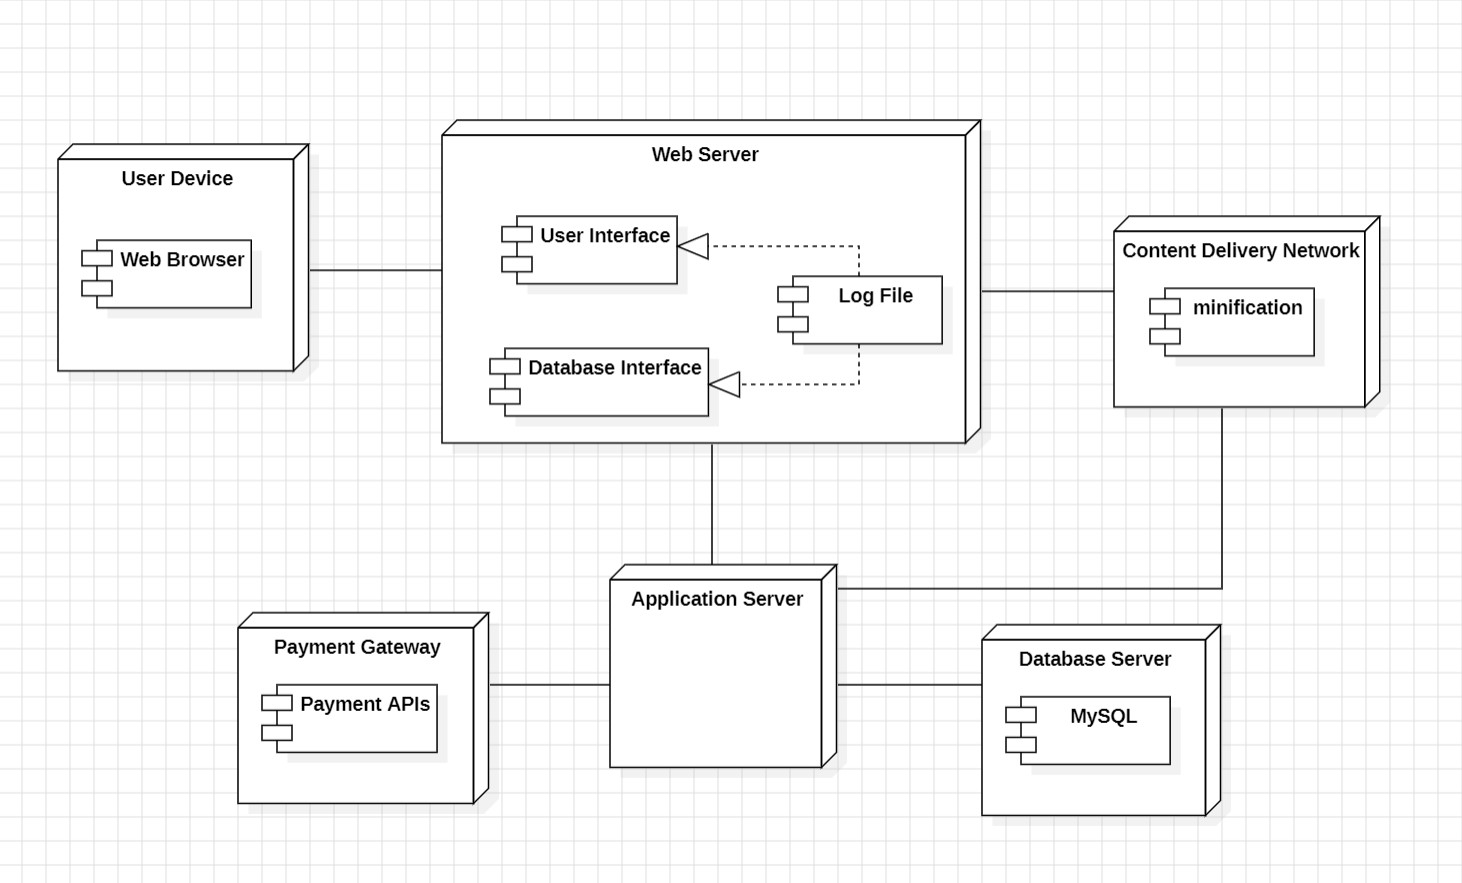 Web Server
User Device
User Interface
Web Browser
Content Delivery Network
Log File
minification
Database Interface
Application Server
Payment Gateway
Database Server
Payment APIs
MySQL